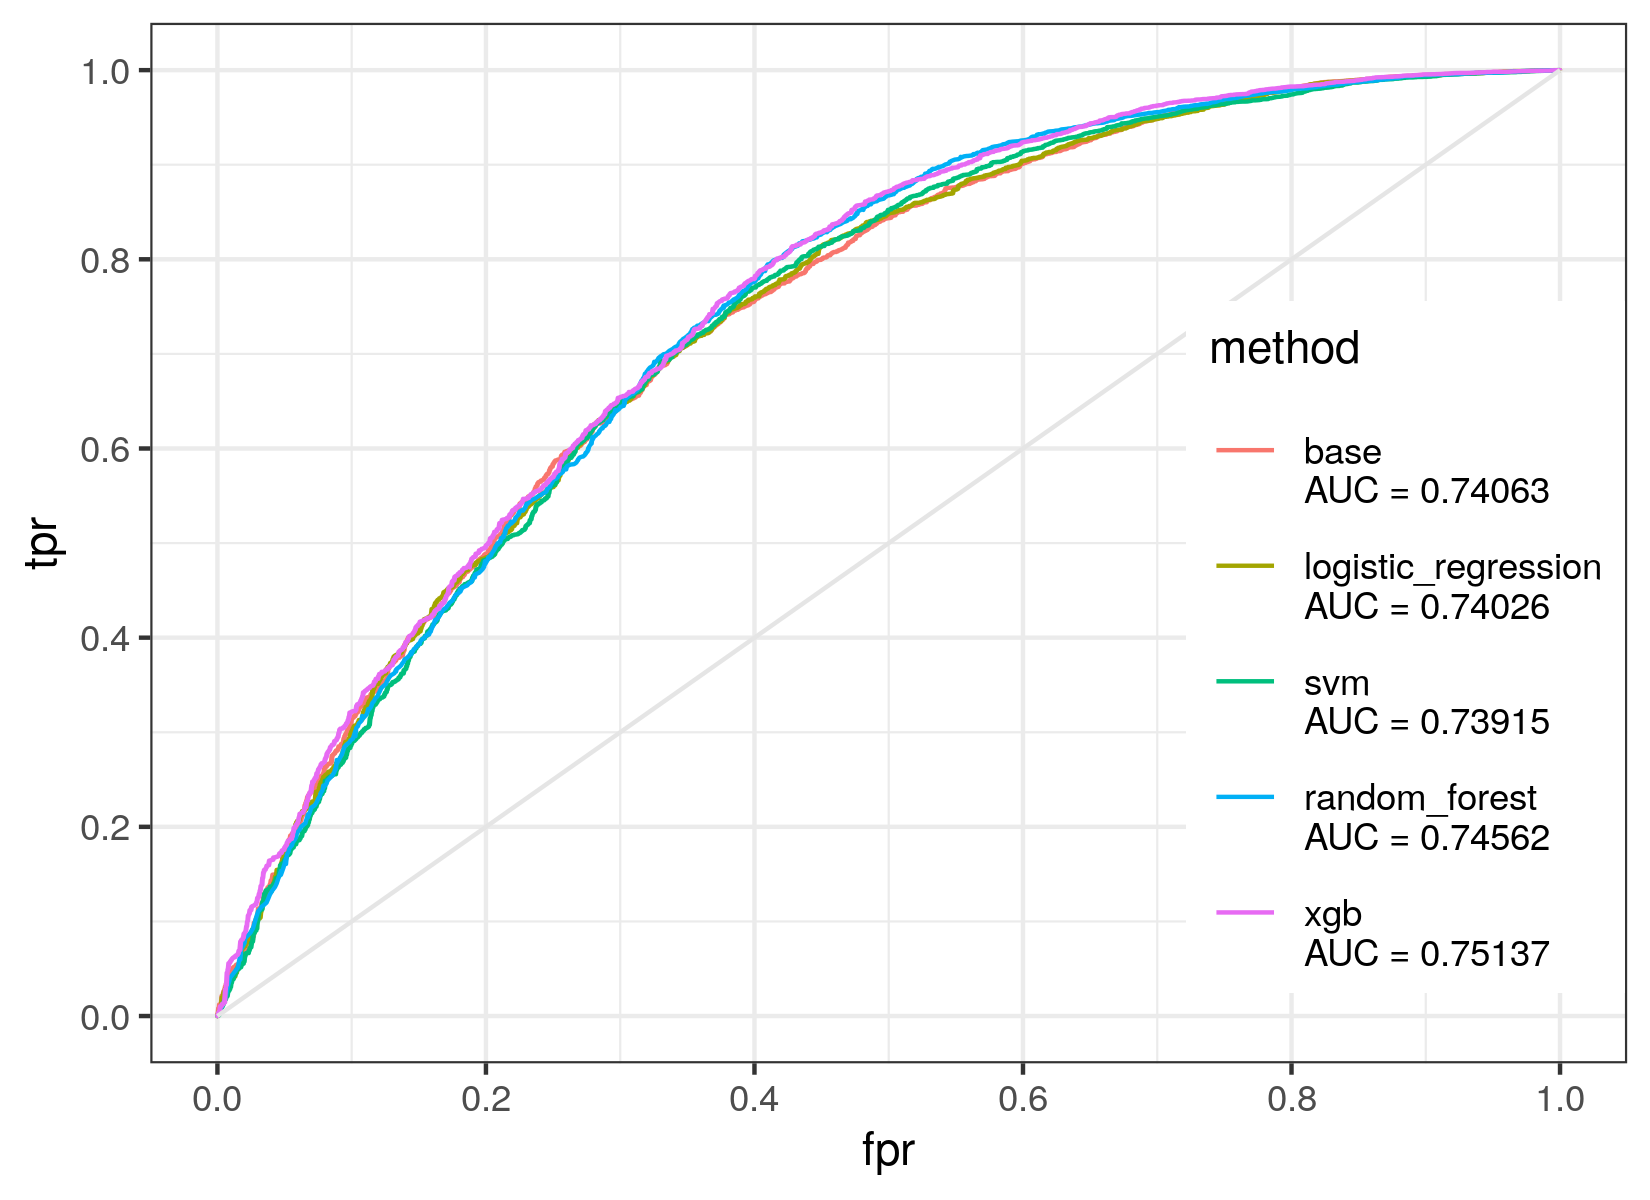 1.0
0.8
0.6
0.4
0.2
0.0
tpr
0.0 0.2 0.4 0.6 0.8 1.0
fpr
method
base
AUC = 0.74063
logistic_regression
AUC = 0.74026
svm
AUC = 0.73915
random_forest
AUC = 0.74562
xgb
AUC = 0.75137